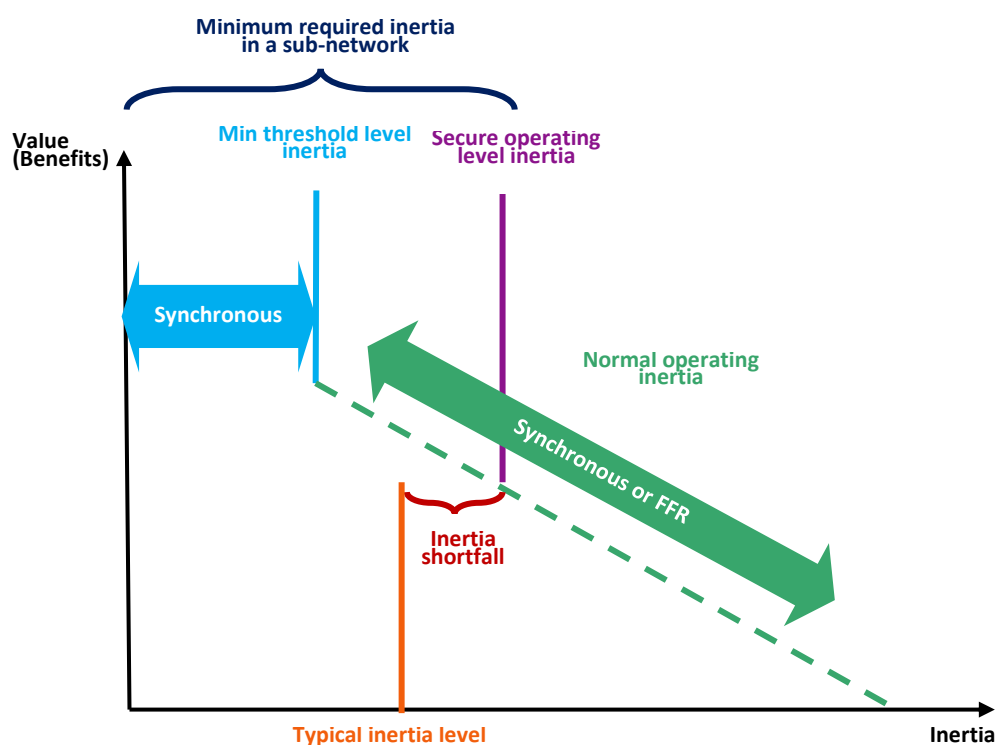 Minimum required inertia
in a sub-network
Value
(Benefits)
Min threshold level
inertia
Secure operating
level inertia
Synchronous
Normal operating
inertia
Synchronous or FFR
Inertia
shortfall
Typical inertia level
Inertia